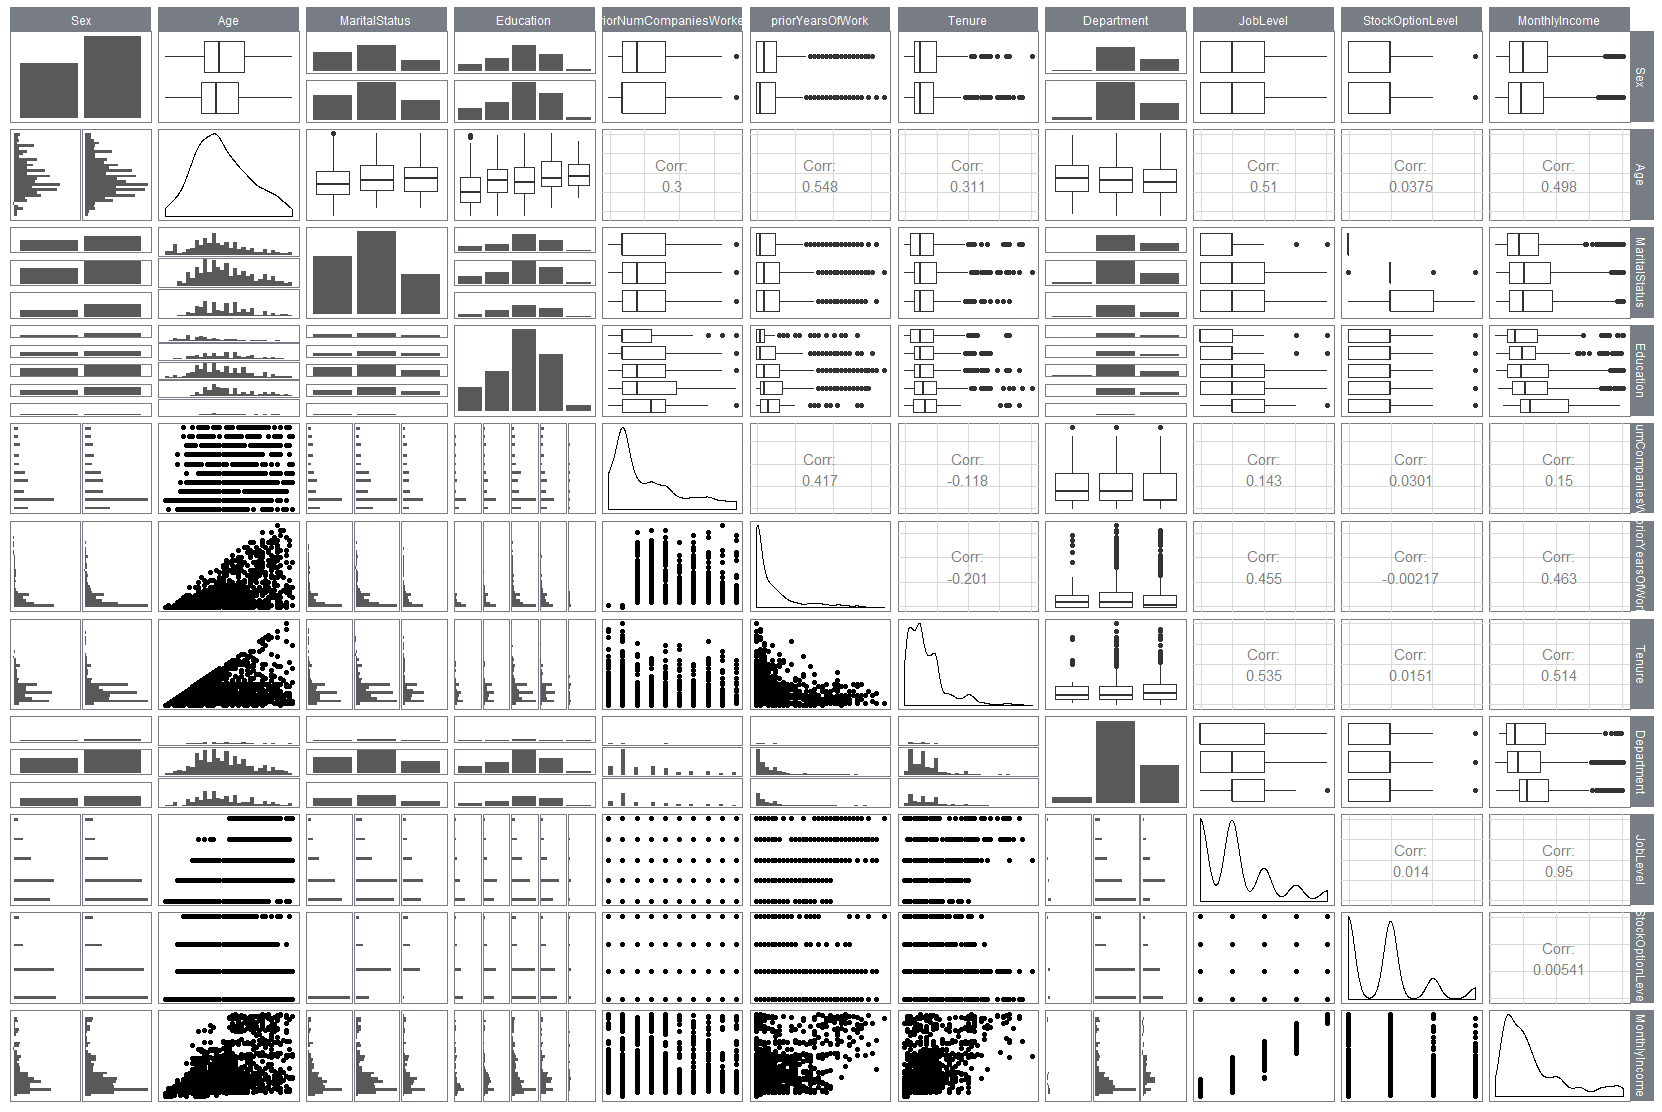 Sex
Age
MaritalStatus
Education
riorNumCompaniesWorke
priorYearsOfWork
Tenure
Department
JobLevel
StockOptionLevel
MonthlyIncome
Sex
Corr:
0.3
Corr:
0.548
Corr:
0.311
Corr:
0.51
Corr:
0.0375
Corr:
0.498
Age
MaritalStatus
Education
Corr:
0.417
Corr:
-0.118
Corr:
0.143
Corr:
0.0301
Corr:
0.15
umCompaniesW
Corr:
-0.201
Corr:
0.455
Corr:
-0.00217
Corr:
0.463
priorYearsOfWor
Corr:
0.535
Corr:
0.0151
Corr:
0.514
Tenure
Department
Corr:
0.014
Corr:
0.95
JobLevel
Corr:
0.00541
StockOptionLeve
MonthlyIncome